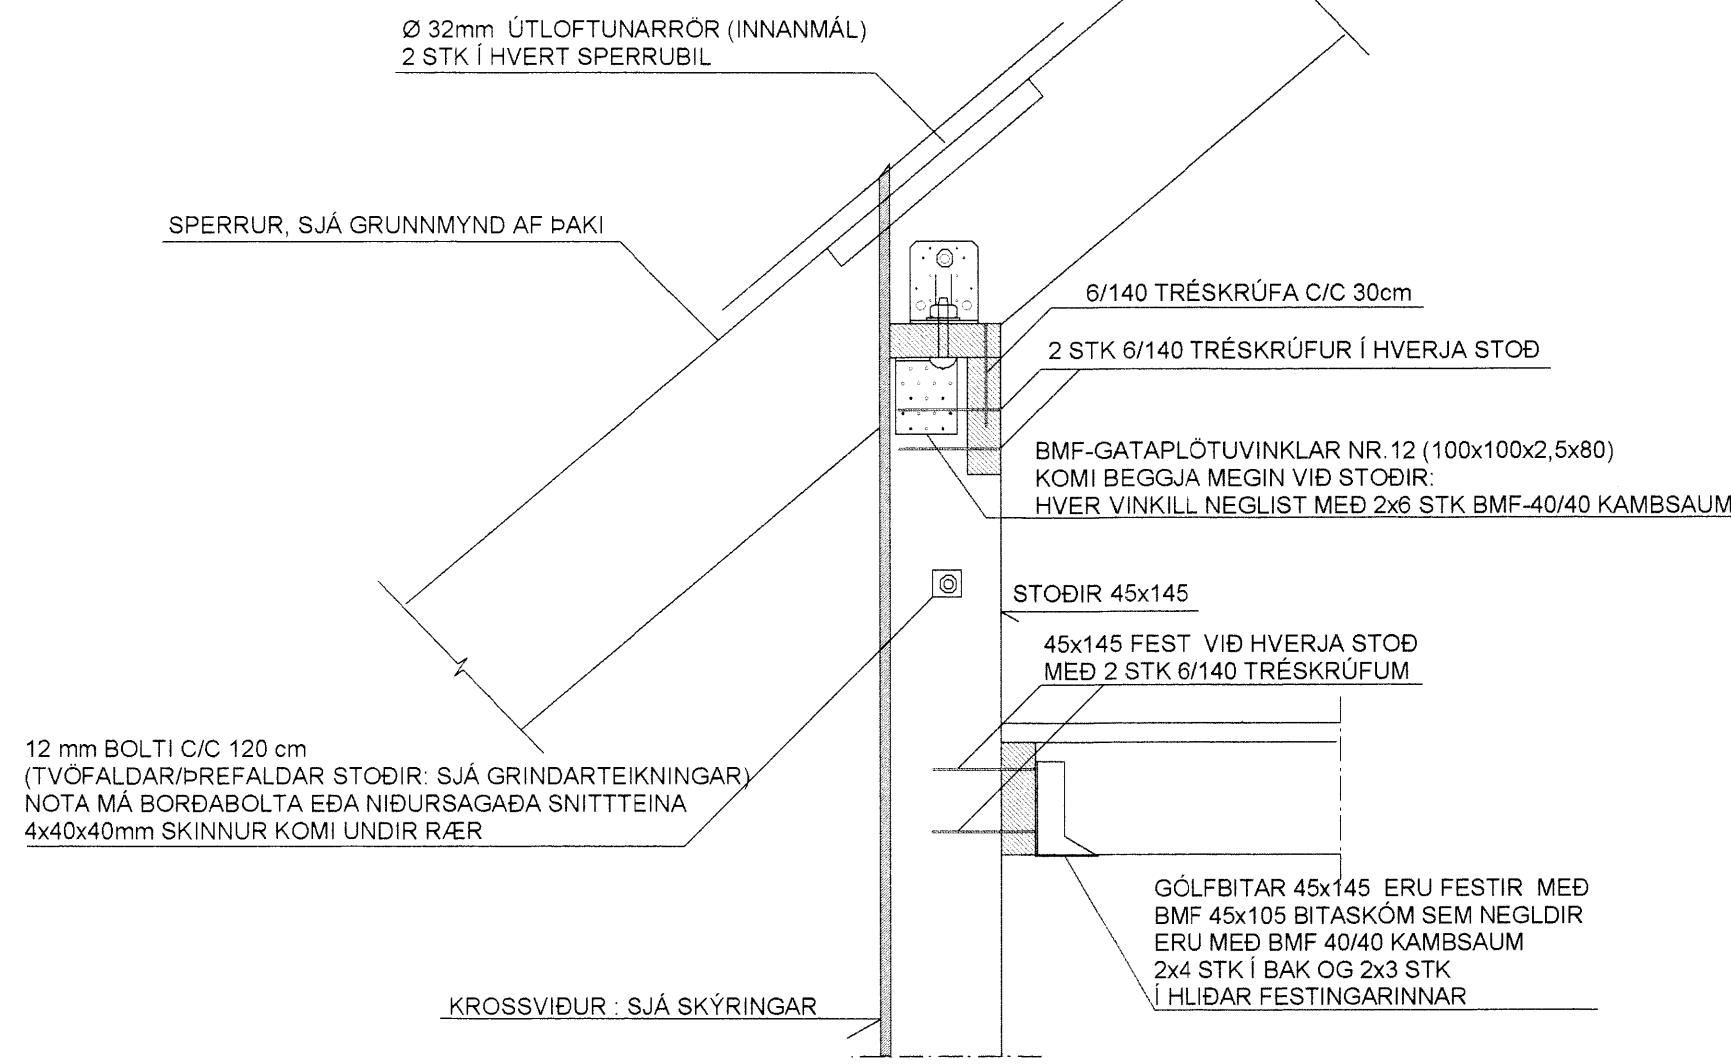 Ø 32mm ÚTLOFTUNARRÖR (INNANMÁL)
2 STK Í HVERT SPERRUBIL
SPERRUR, SJÁ GRUNNMYND AF ÞAKI
6/140 TRÉSKRÚFA C/C 30cm
2 STK 6/140 TRÉSKRÚFUR Í HVERJA STOÐ
BMF-GATAPLÖTUVINKLAR NR.12 (100x100x2,5x80)
KOMI BEGGJA MEGIN VIÐ STOÐIR:
HVER VINKILL NEGLIST MEÐ 2x6 STK BMF-40/40 KAMBSAUM
STOÐIR 45x145
45x145 FEST VIÐ HVERJA STOÐ
MEÐ 2 STK 6/140 TRÉSKRÚFUM
12 mm BOLTI C/C 120 cm
(TVÖFALDAR/ÞREFALDAR STOÐIR: SJÁ GRINDARTEIKNINGAR)
NOTA MÁ BORÐABOLTA EÐA NIÐURSAGAÐA SNITTTEINA
4x40x40mm SKINNUR KOMI UNDIR RÆR
GÓLFBITAR 45x145 ERU FESTIR MEÐ
BMF 45x105 BITASKÓM SEM NEGLDIR
ERU MEÐ BMF 40/40 KAMBSAUM
2x4 STK Í BAK OG 2x3 STK
Í HLIÐAR FESTINGARINNAR
KROSSVIÐUR : SJÁ SKÝRINGAR